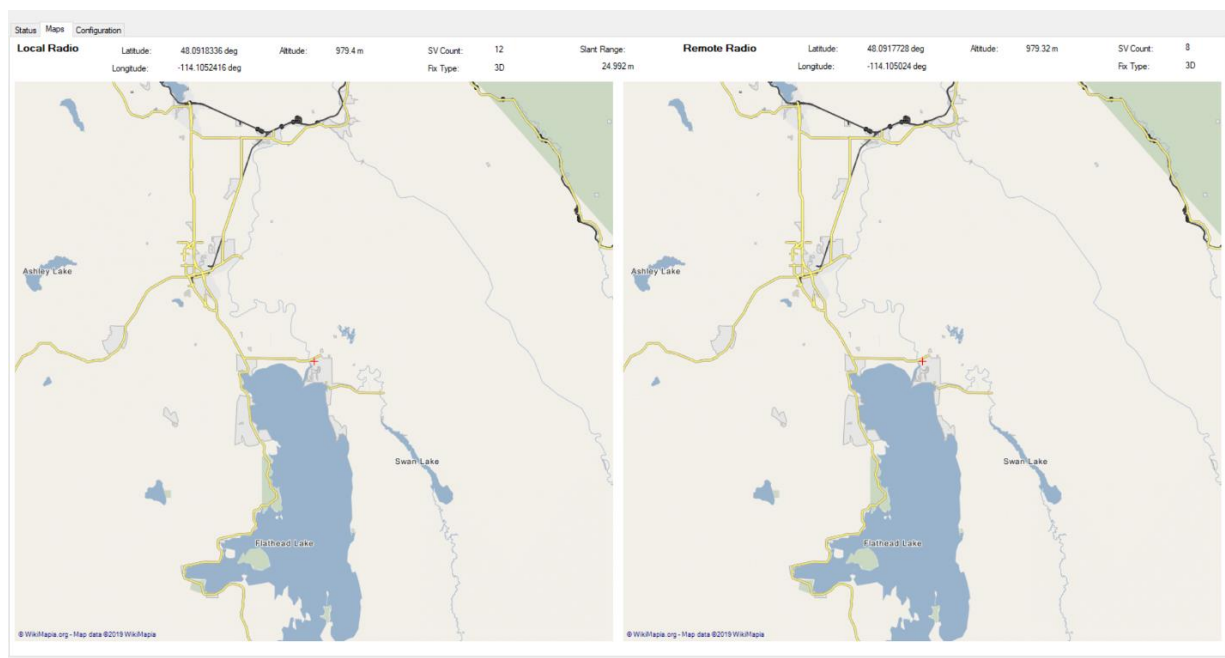 Status Maps Configuration
Local Radio Latitude: 48.0918336 deg Altitude: 979.4 m SV Count: 12 Slant Range: Remote Radio Latitude: 48.0917728 deg Altitude: 979.32 m SV Count: 8
Longitude: -114.1052416 deg Fix Type: 3D 24.992 m Longitude: -114.105024 deg Fix Type: 3D
Ashley Lake Ashley Lake
Swan Lake Swan Lake
Flathead Lake Flathead Lake
© WikiMapia.org - Map data ©2019 WikiMapia © WikiMapia.org - Map data ©2019 WikiMapia